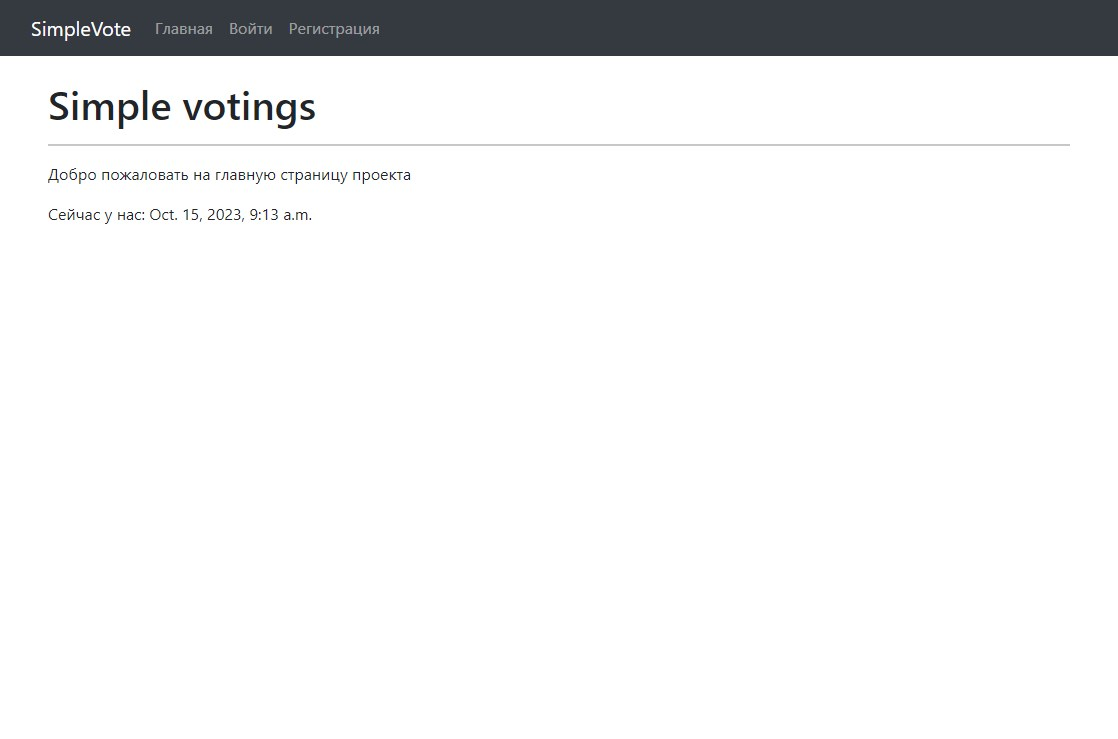 SimpleVote Главная Войти Регистрация
Simple votings
Добро пожаловать на главную страницу проекта
Сейчас у нас: Oct. 15, 2023, 9:13 a.m.